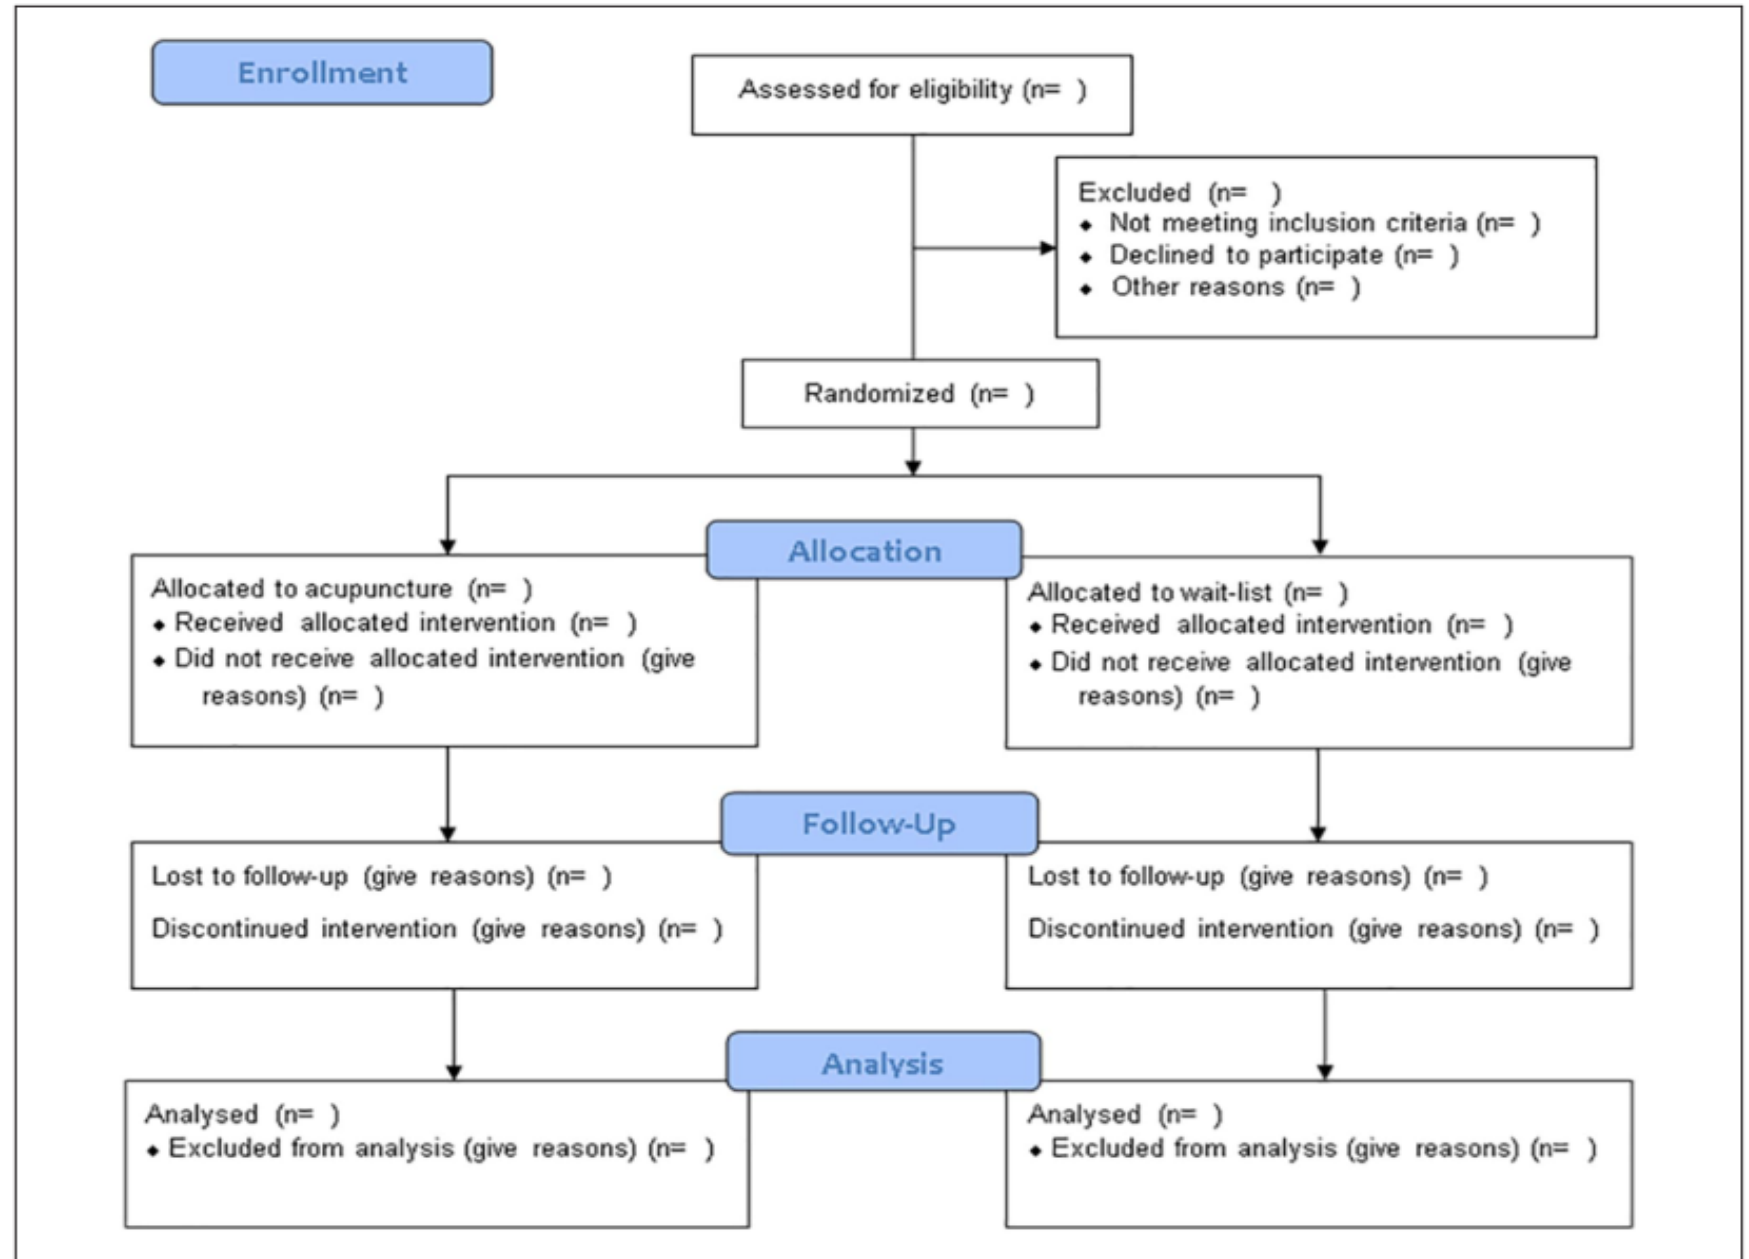 Enrollment
Assessed for eligibility (n= )
Excluded (n= )
◆ Not meeting inclusion criteria (n= )
◆ Declined to participate (n= )
◆ Other reasons (n= )
Randomized (n= )
Allocation
Allocated to acupuncture (n= )
◆ Received allocated intervention (n= )
◆ Did not receive allocated intervention (give
reasons) (n= )
Allocated to wait-list (n= )
◆ Received allocated intervention (n= )
◆ Did not receive allocated intervention (give
reasons) (n= )
Follow-Up
Lost to follow-up (give reasons) (n= )
Discontinued intervention (give reasons) (n= )
Lost to follow-up (give reasons) (n= )
Discontinued intervention (give reasons) (n= )
Analysis
Analysed (n= )
◆ Excluded from analysis (give reasons) (n= )
Analysed (n= )
◆ Excluded from analysis (give reasons) (n= )